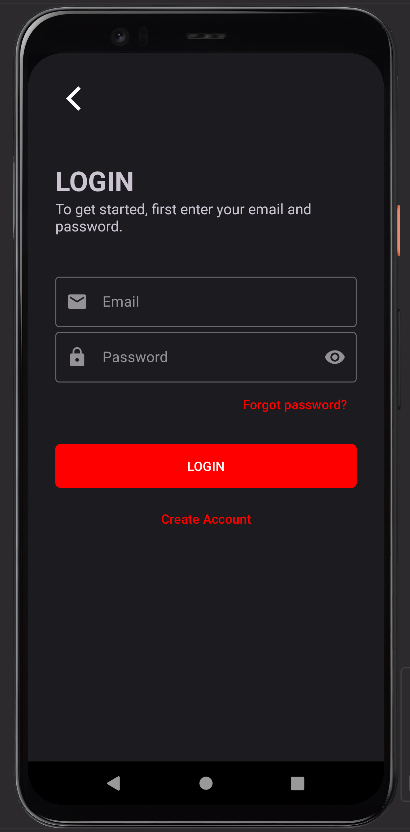 LOGIN
To get started, first enter your email and
password.
Email
Password
Forgot password?
LOGIN
Create Account